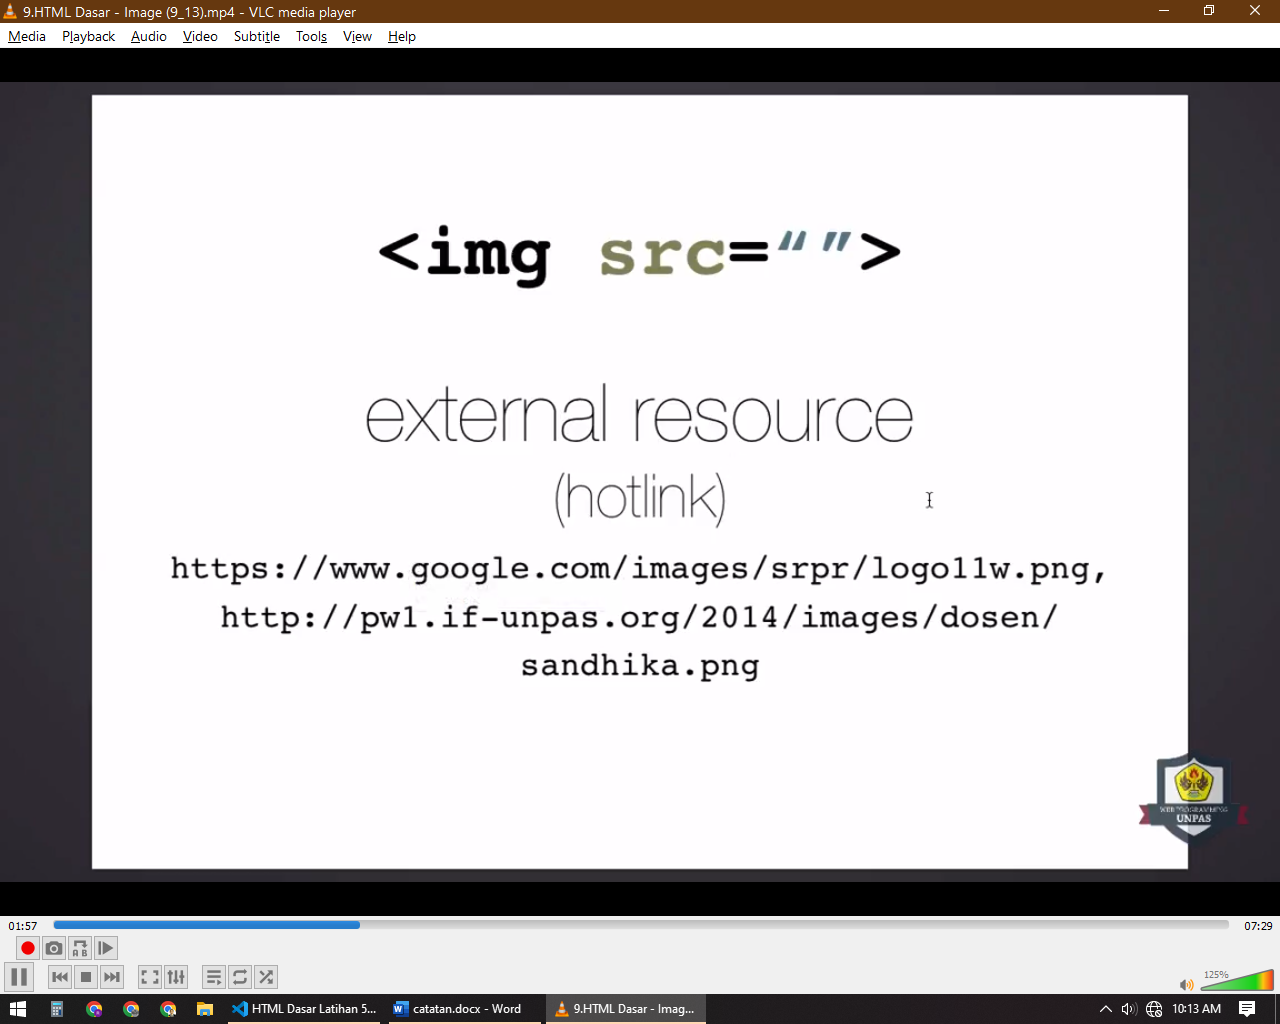 9.HTML Dasar - Image (9_13).mp4 - VLC media player
Media Playback Audio Video Subtitle Tools View Help
<img src=“ ”>
external resource
(hotlink)
https://www.google.com/images/srpr/logo11w.png,
http://pw1.if-unpas.org/2014/images/dosen/
sandhika.png
WEB PROGRAMMING
UNPAS
01:57 07:29
A B
125%
HTML Dasar Latihan 5... catatan.docx - Word 9.HTML Dasar - Imag... 10:13 AM